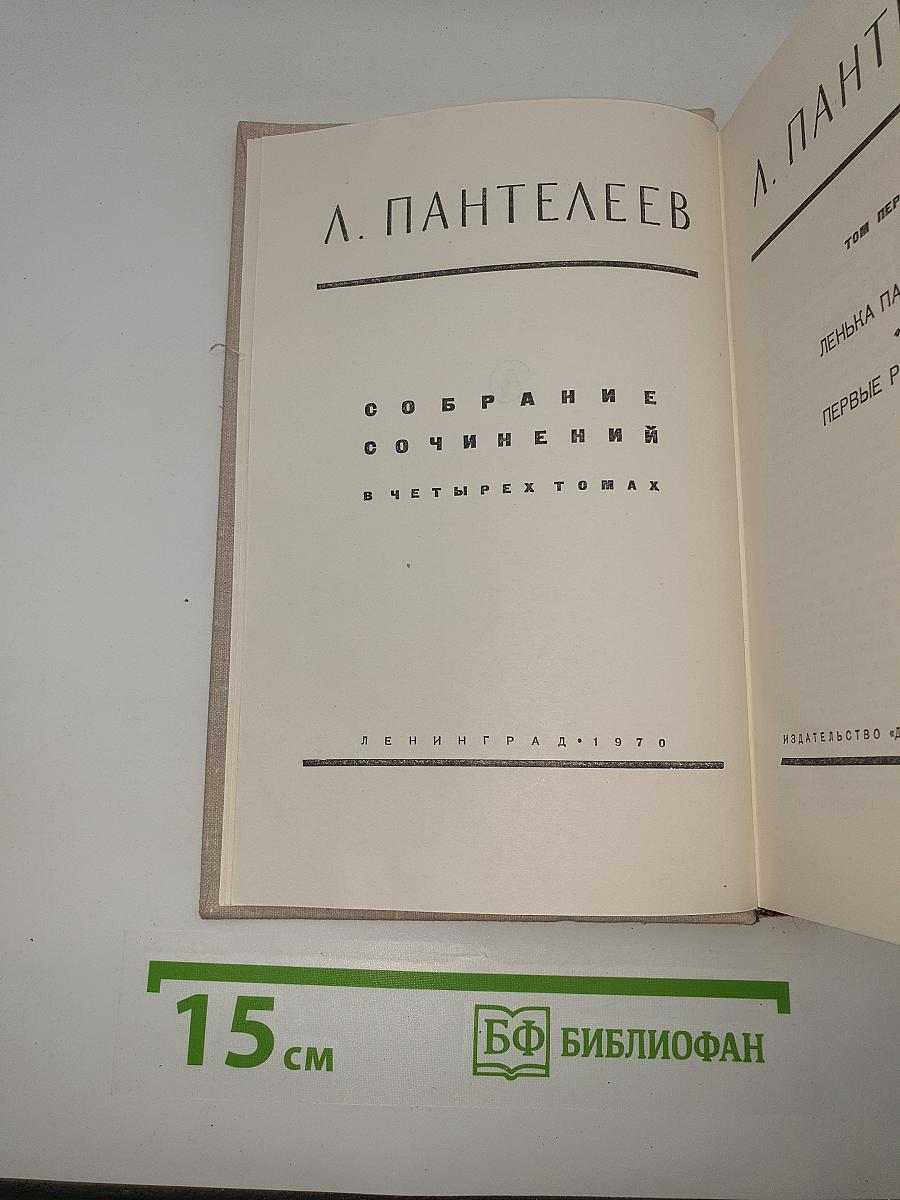 Л. ПАНТЕЛЕЕВ
СОБРАНИЕ
СОЧИНЕНИЙ
В ЧЕТЫРЕХ ТОМАХ
ЛЕНИНГРАД • 1970
Л. ПАНТ
ТОМ ПЕР
ЛЕНЬКА ПА
ПЕРВЫЕ Р
ИЗДАТЕЛЬСТВО «Д
15 см
БФ БИБЛИОФАН